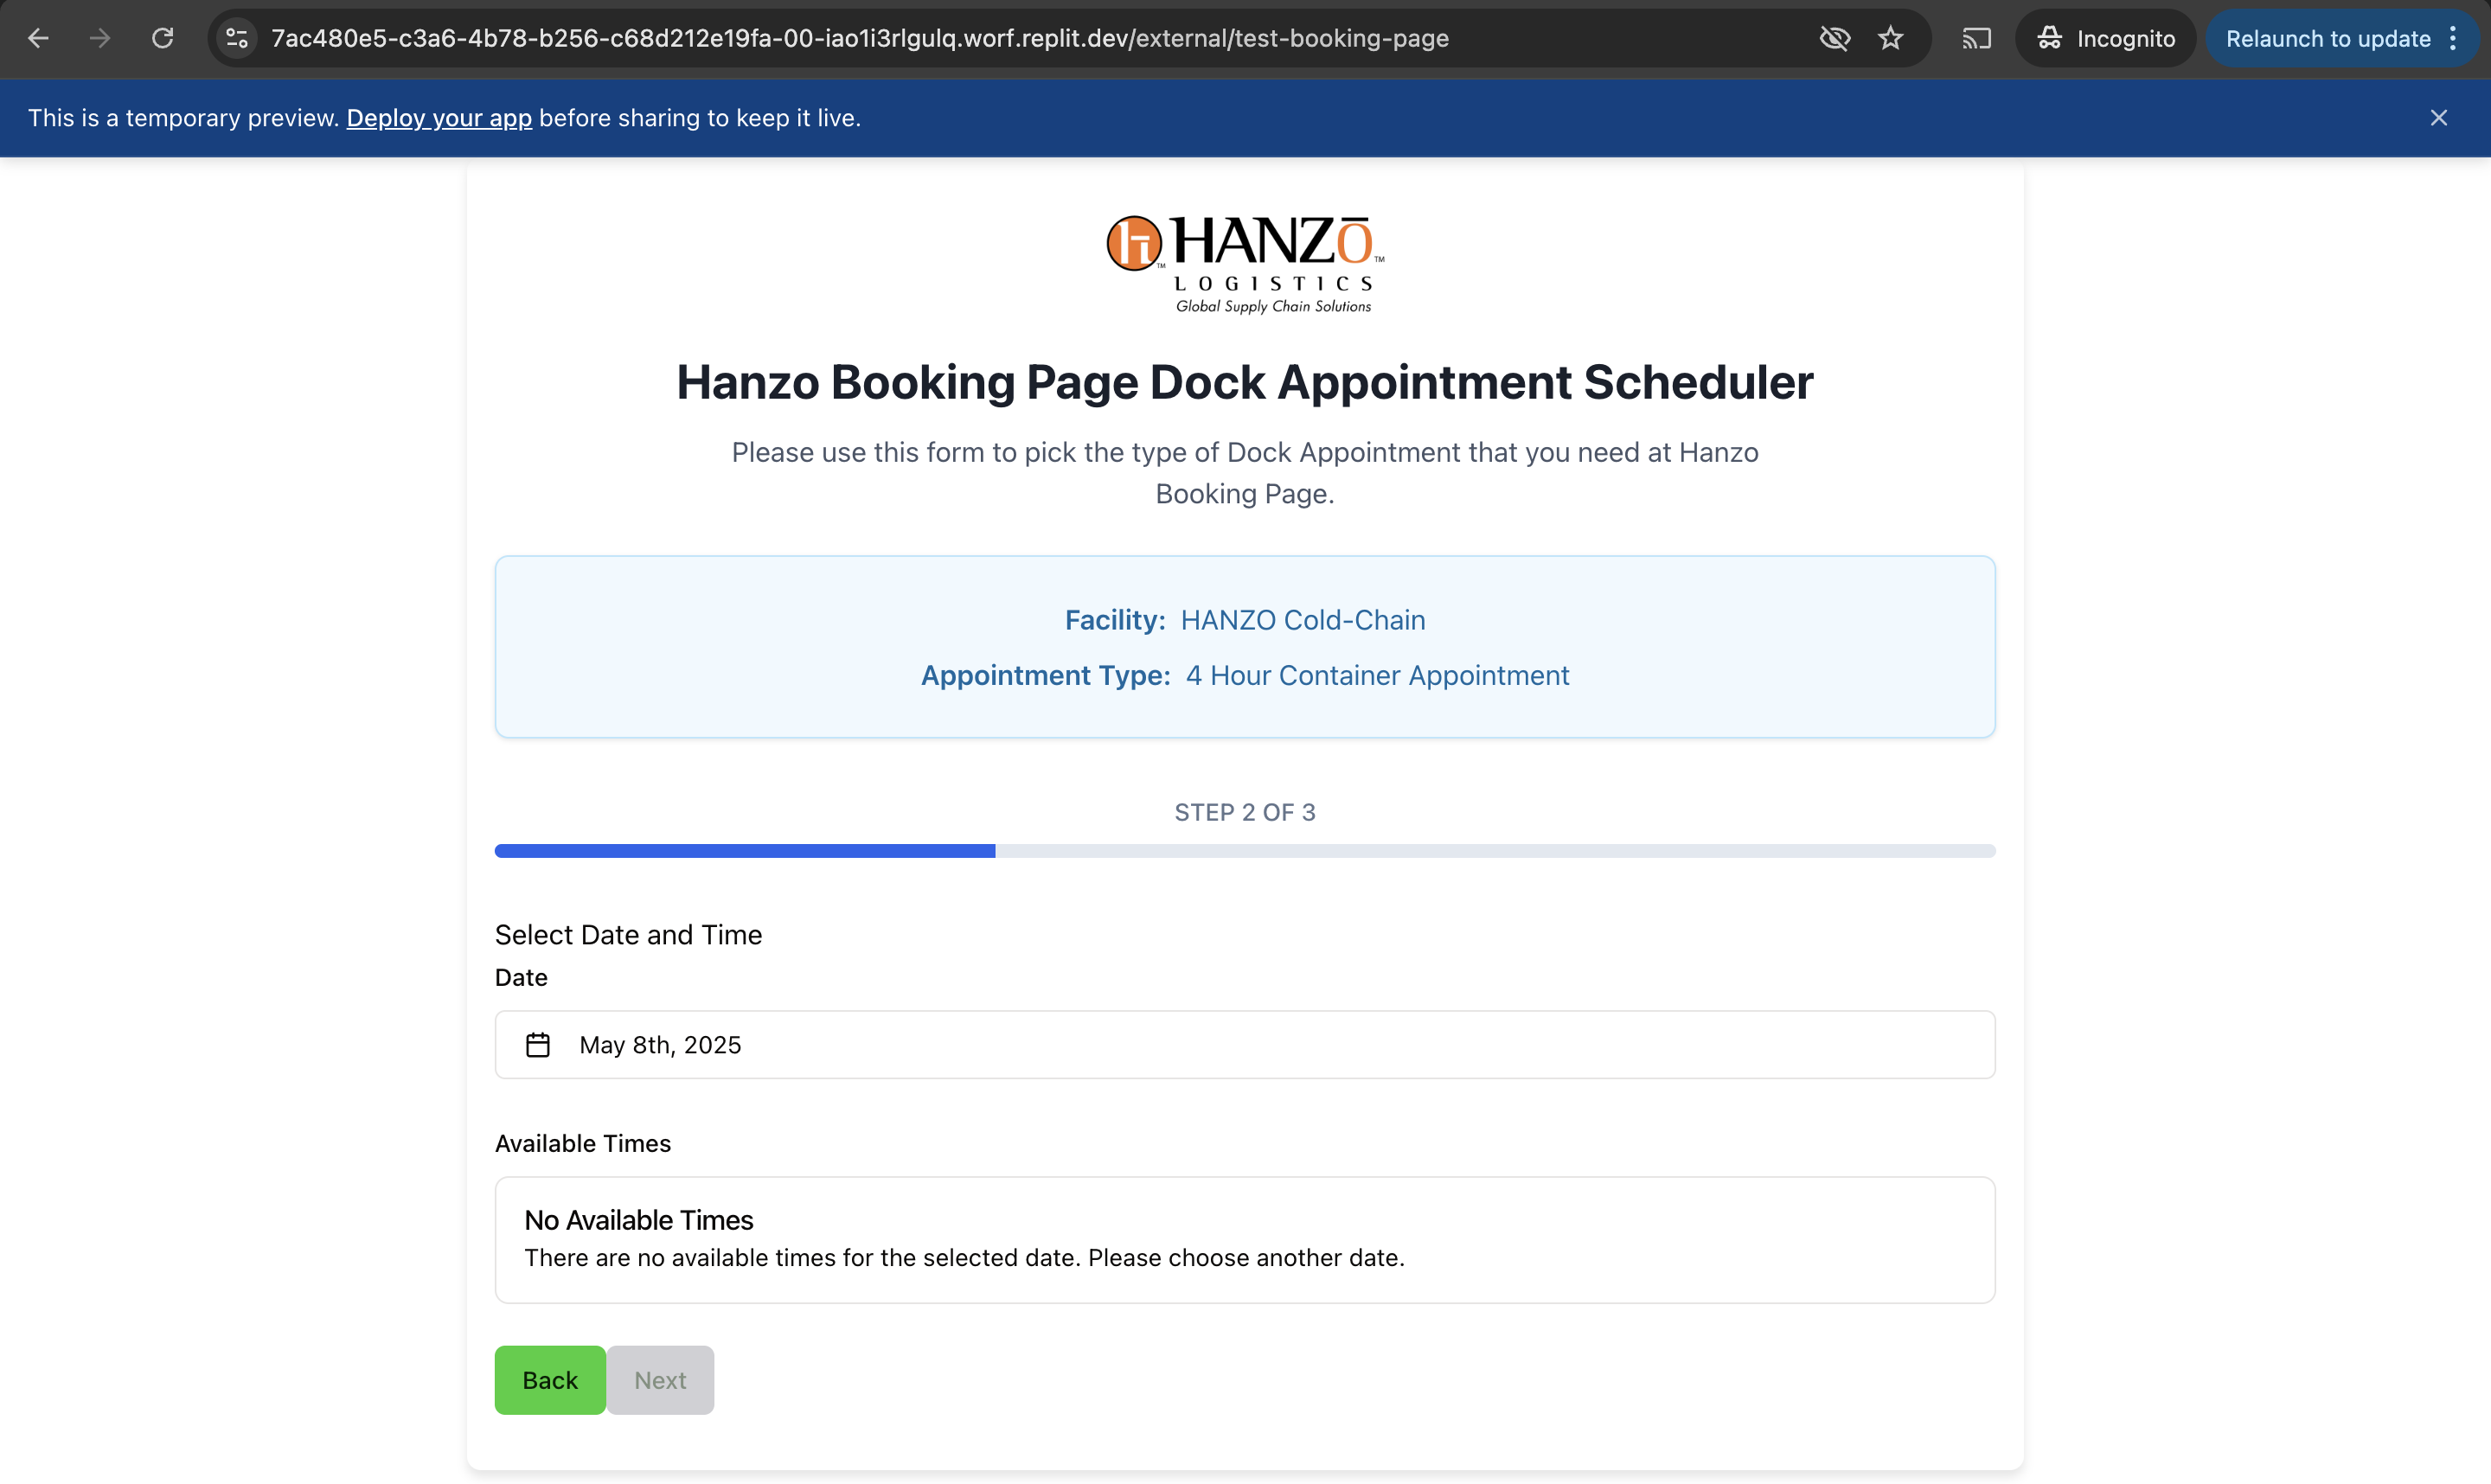 7ac480e5-c3a6-4b78-b256-c68d212e19fa-00-iao1i3rlgulq.worf.replit.dev/external/test-booking-page
Incognito
Relaunch to update
This is a temporary preview. Deploy your app before sharing to keep it live.
HANZŌ™
LOGISTICS
Global Supply Chain Solutions
Hanzo Booking Page Dock Appointment Scheduler
Please use this form to pick the type of Dock Appointment that you need at Hanzo
Booking Page.
Facility: HANZO Cold-Chain
Appointment Type: 4 Hour Container Appointment
STEP 2 OF 3
Select Date and Time
Date
May 8th, 2025
Available Times
No Available Times
There are no available times for the selected date. Please choose another date.
Back Next